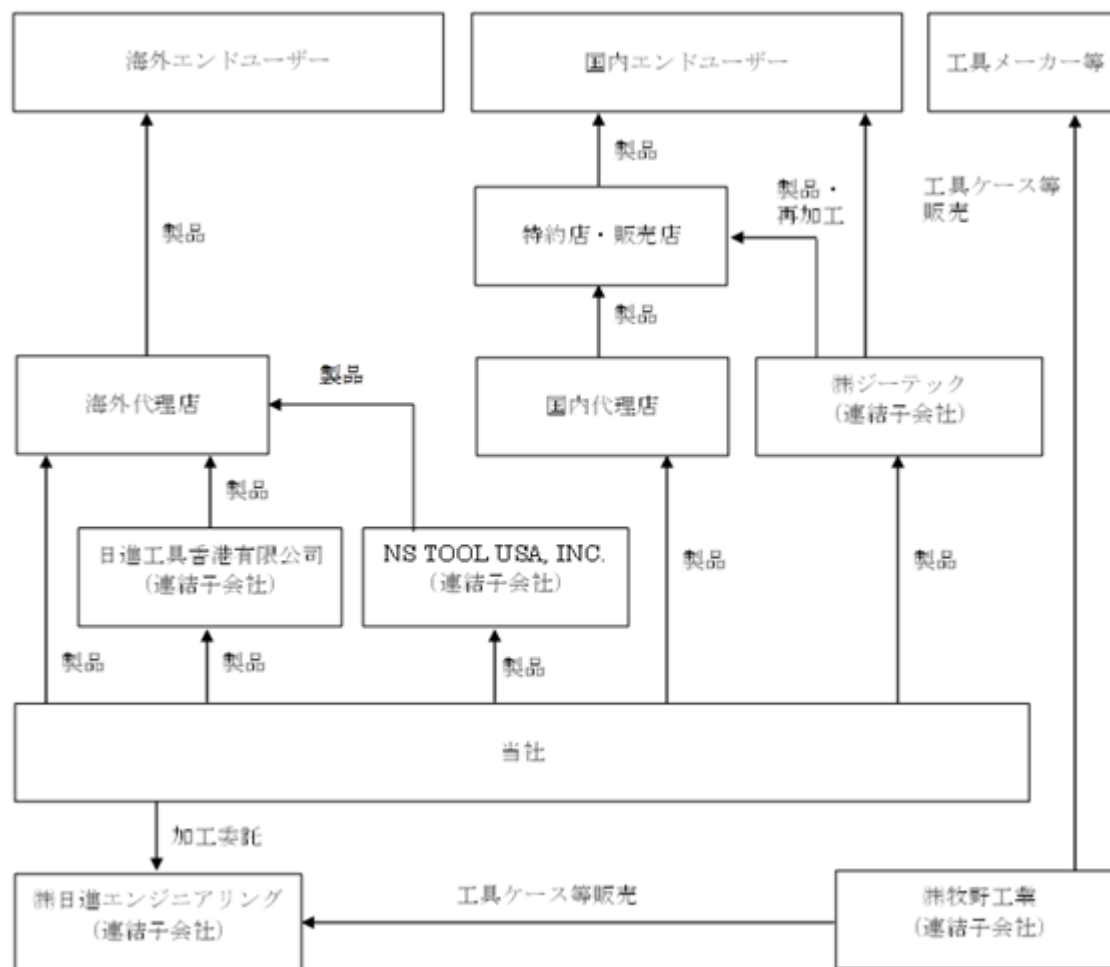 海外エンドユーザー
国内エンドユーザー
工具メーカー等
製品
製品・
再加工
工具ケース等
販売
製品
特約店・販売店
製品
製品
海外代理店
国内代理店
㈱ジーテック
(連結子会社)
製品
日進工具香港有限公司
(連結子会社)
NS TOOL USA, INC.
(連結子会社)
製品
製品
製品
製品
製品
当社
加工委託
㈱日進エンジニアリング
(連結子会社)
工具ケース等販売
㈱牧野工業
(連結子会社)